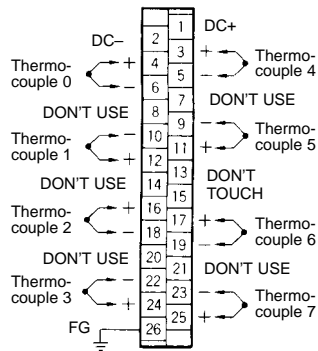 DC–
Thermo-
couple 0
+
–
DON'T USE
Thermo-
couple 1
–
+
DON'T USE
Thermo-
couple 2
+
–
DON'T USE
Thermo-
couple 3
–
+
FG
2
4
6
8
10
12
14
16
18
20
22
24
26
1
3
5
7
9
11
13
15
17
19
21
23
25
DC+
+
–
Thermo-
couple 4
DON'T USE
–
+
Thermo-
couple 5
DON'T
TOUCH
+
–
Thermo-
couple 6
DON'T USE
–
+
Thermo-
couple 7